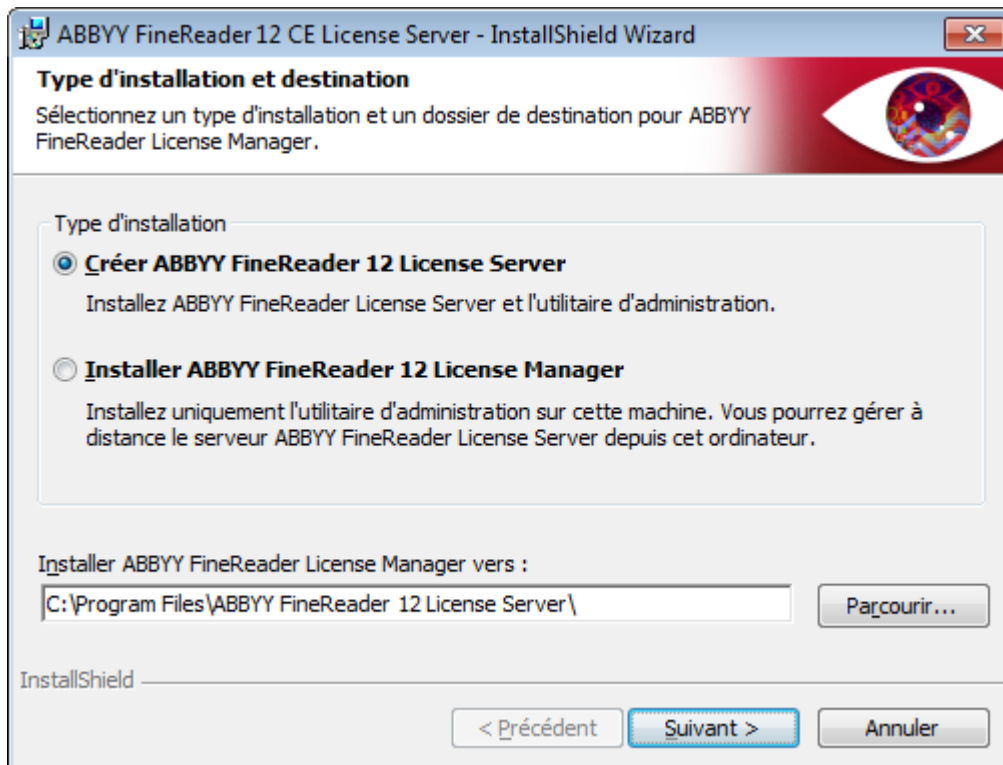 ABBYY FineReader 12 CE License Server - InstallShield Wizard
Type d'installation et destination
Sélectionnez un type d'installation et un dossier de destination pour ABBYY
FineReader License Manager.
Type d'installation
Créer ABBYY FineReader 12 License Server
Installez ABBYY FineReader License Server et l'utilitaire d'administration.
Installer ABBYY FineReader 12 License Manager
Installez uniquement l'utilitaire d'administration sur cette machine. Vous pourrez gérer à
distance le serveur ABBYY FineReader License Server depuis cet ordinateur.
Installer ABBYY FineReader License Manager vers :
C:\Program Files\ABBYY FineReader 12 License Server\
Parcourir...
InstallShield
< Précédent
Suivant >
Annuler